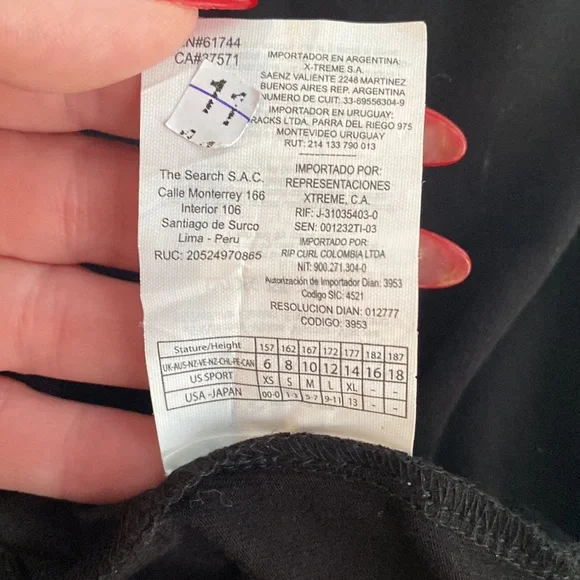 N#61744
CA#37571
IMPORTADOR EN ARGENTINA:
X-TREME S.A.
SAENZ VALIENTE 2248 MARTINEZ
BUENOS AIRES REP. ARGENTINA
NUMERO DE CUIT: 33-69556304-9
IMPORTADOR EN URUGUAY:
RACKS LTDA. PARRA DEL RIEGO 975
MONTEVIDEO URUGUAY
RUT: 214 133 790 013
The Search S.A.C.
Calle Monterrey 166
Interior 106
Santiago de Surco
Lima - Peru
RUC: 20524970865
IMPORTADO POR:
REPRESENTACIONES
XTREME, C.A.
RIF: J-31035403-0
SEN: 001232TI-03
IMPORTADO POR:
RIP CURL COLOMBIA LTDA
NIT: 900.271.304-0
Autorización de Importador Dian: 3953
Codigo SIC: 4521
RESOLUCION DIAN: 012777
CODIGO: 3953
Stature/Height 157 162 167 172 177 182 187
UK-AUS-NZ-VE-NZ-CHL-PE-CAN 6 8 10 12 14 16 18
US SPORT XS S M L XL - -
USA -JAPAN 00-0 1-3 5-7 9-11 13 - -